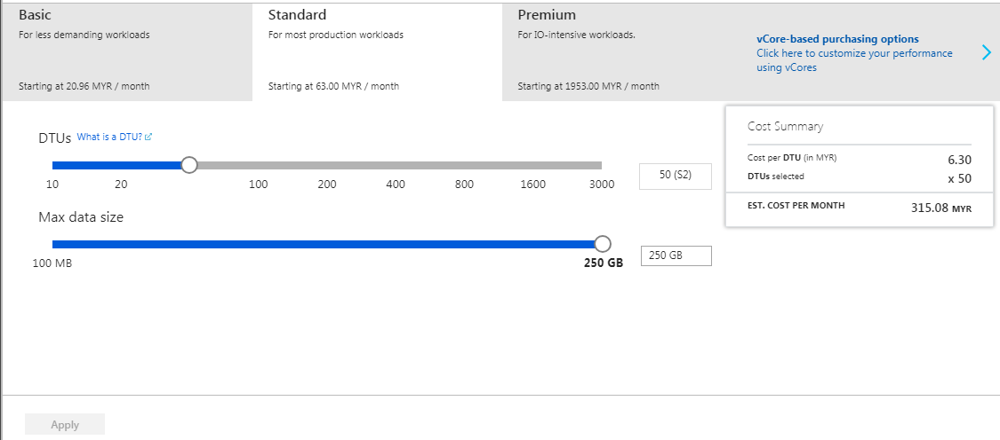 Basic
For less demanding workloads
Starting at 20.96 MYR / month
Standard
For most production workloads
Starting at 63.00 MYR / month
Premium
For IO-intensive workloads.
Starting at 1953.00 MYR / month
vCore-based purchasing options
Click here to customize your performance
using vCores
DTUs What is a DTU?
10 20 100 200 400 800 1600 3000
50 (S2)
Max data size
100 MB 250 GB
250 GB
Cost Summary
Cost per DTU (in MYR) 6.30
DTUs selected x 50
EST. COST PER MONTH 315.08 MYR
Apply